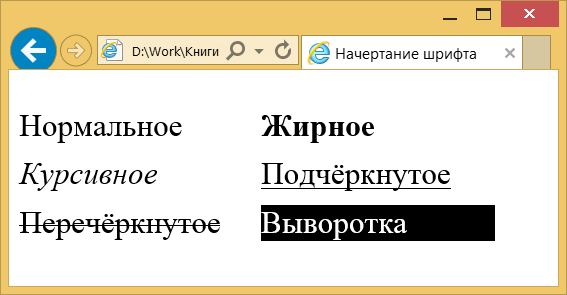 D:\Work\Книги
Начертание шрифта
Нормальное Жирное
Курсивное Подчёркнутое
Перечёркнутое Выворотка